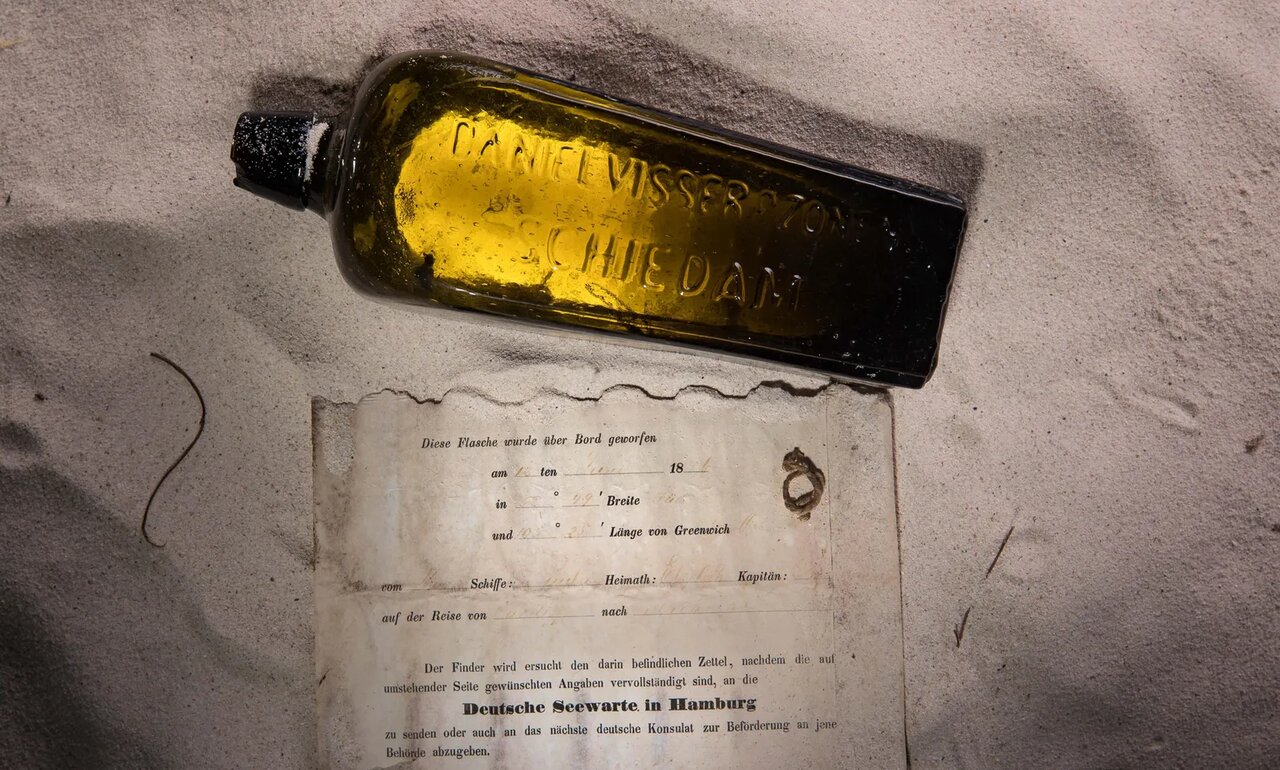 DANIEL VISSER & ZONEN
SCHIEDAM
Diese Flasche wurde über Bord geworfen
am ten 18
in ° ' Breite
und ° ' Länge von Greenwich
vom Schiffe: Heimath: Kapitän:
auf der Reise von nach
Der Finder wird ersucht den darin befindlichen Zettel, nachdem die auf
umstehender Seite gewünschten Angaben vervollständigt sind, an die
Deutsche Seewarte in Hamburg
zu senden oder auch an das nächste deutsche Konsulat zur Beförderung an jene
Behörde abzugeben.